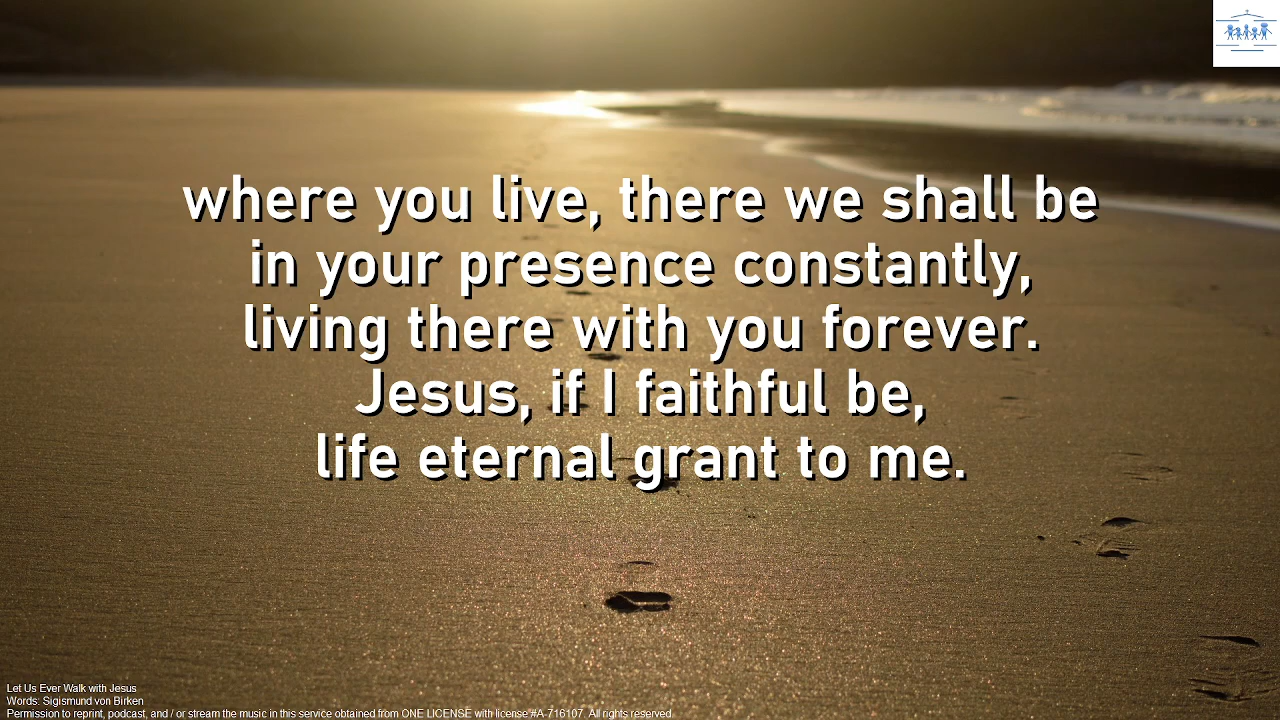 where you live, there we shall be
in your presence constantly,
living there with you forever.
Jesus, if I faithful be,
life eternal grant to me.
Let Us Ever Walk with Jesus
Words: Sigismund von Birken
Permission to reprint, podcast, and / or stream the music in this service obtained from ONE LICENSE with license #A-716107. All rights reserved.